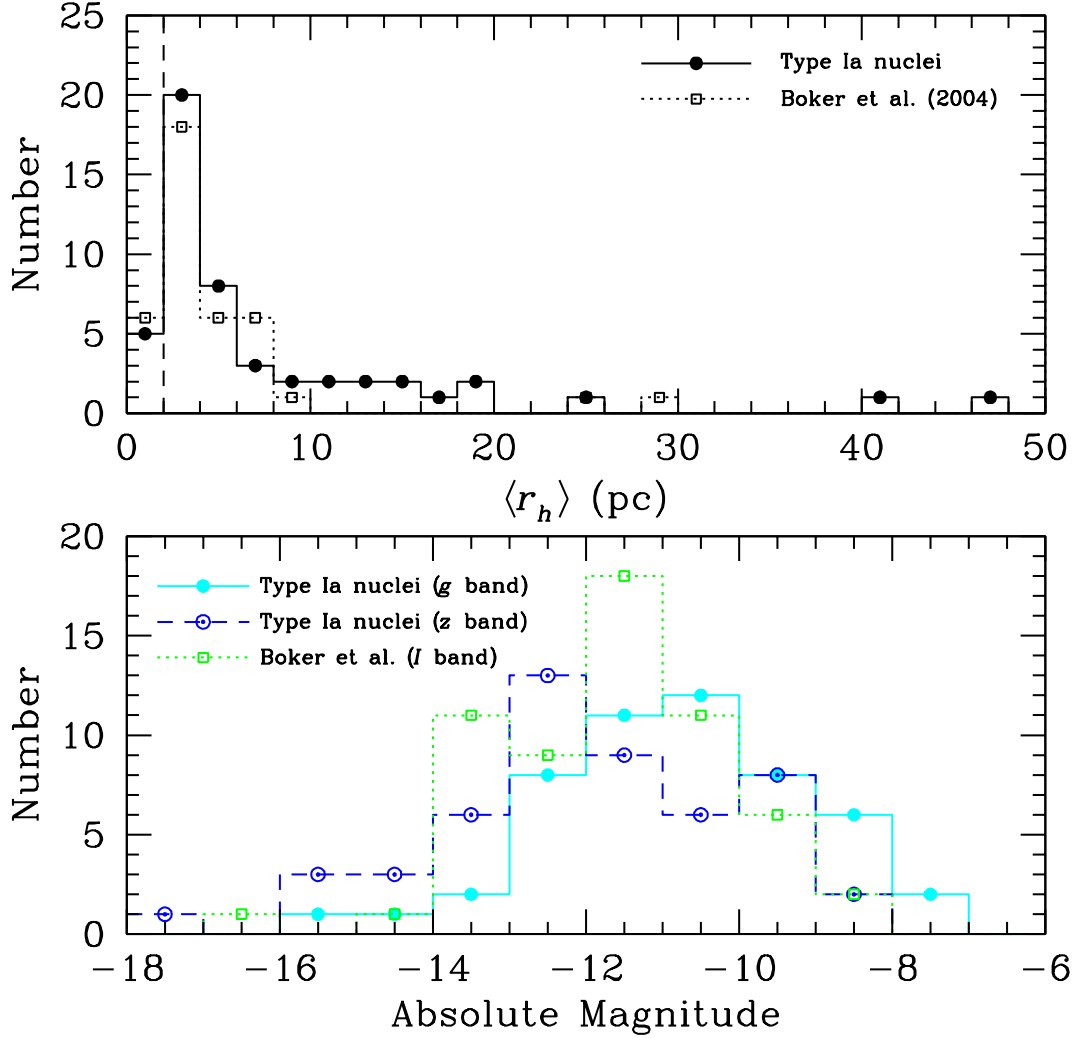 25
20
15
10
5
0
Number
Type Ia nuclei
Boker et al. (2004)
0 10 20 30 40 50
⟨r_h⟩ (pc)
20
15
10
5
0
Number
Type Ia nuclei (g band)
Type Ia nuclei (z band)
Boker et al. (I band)
−18 −16 −14 −12 −10 −8 −6
Absolute Magnitude